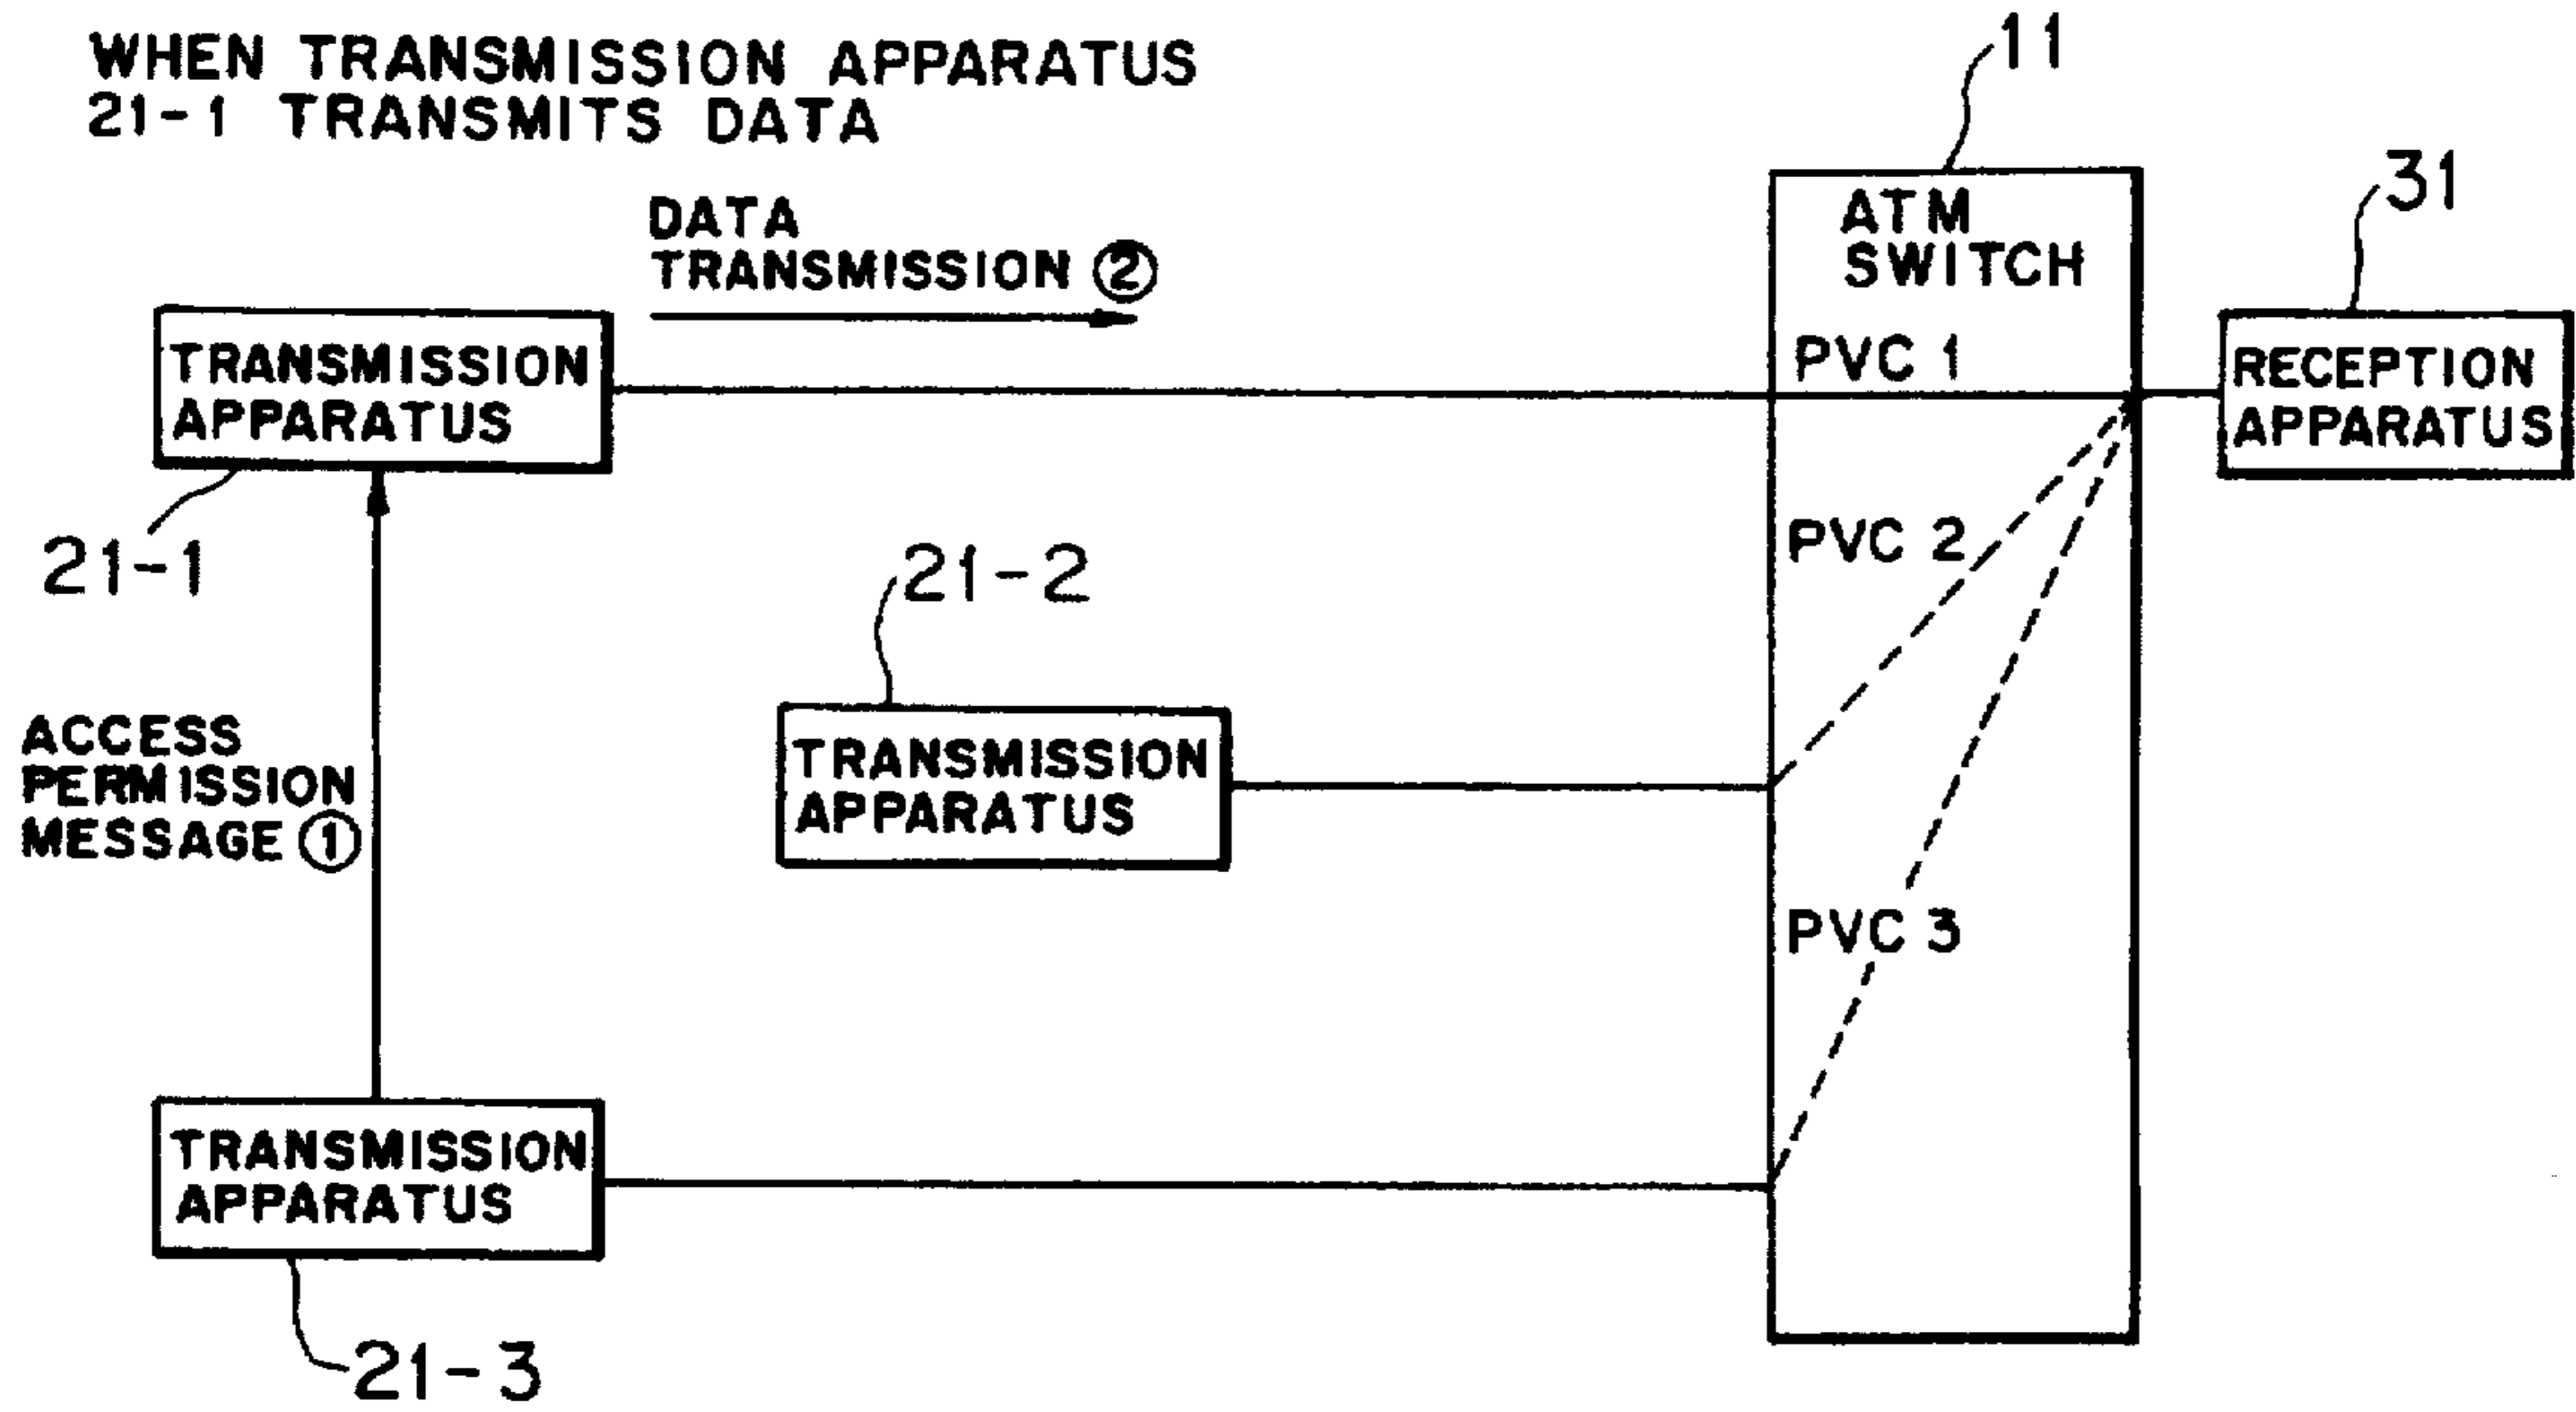 WHEN TRANSMISSION APPARATUS
21-1 TRANSMITS DATA
11
31
DATA
TRANSMISSION ②
ATM
SWITCH
TRANSMISSION
APPARATUS
PVC 1
RECEPTION
APPARATUS
21-1
PVC 2
21-2
ACCESS
PERMISSION
MESSAGE ①
TRANSMISSION
APPARATUS
PVC 3
TRANSMISSION
APPARATUS
21-3